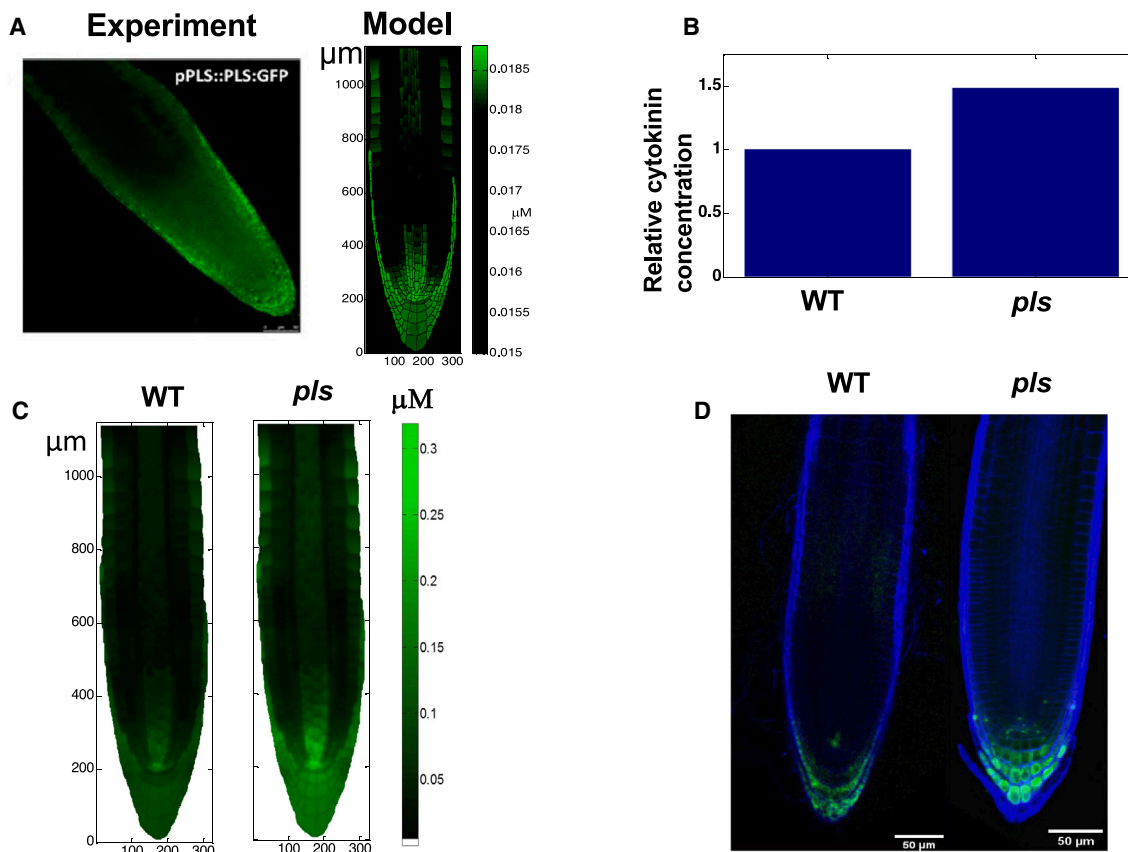 A
Experiment
Model
pPLS::PLS:GFP
μm
1000
800
600
400
200
0
100 200 300
0.0185
0.018
0.0175
0.017
μM
0.0165
0.016
0.0155
0.015
B
Relative cytokinin
concentration
1.5
1
0.5
0
WT
pls
C
WT
pls
μM
μm
1000
800
600
400
200
0
100 200 300
100 200 300
0.3
0.25
0.2
0.15
0.1
0.05
D
WT
pls
50 μm
50 μm